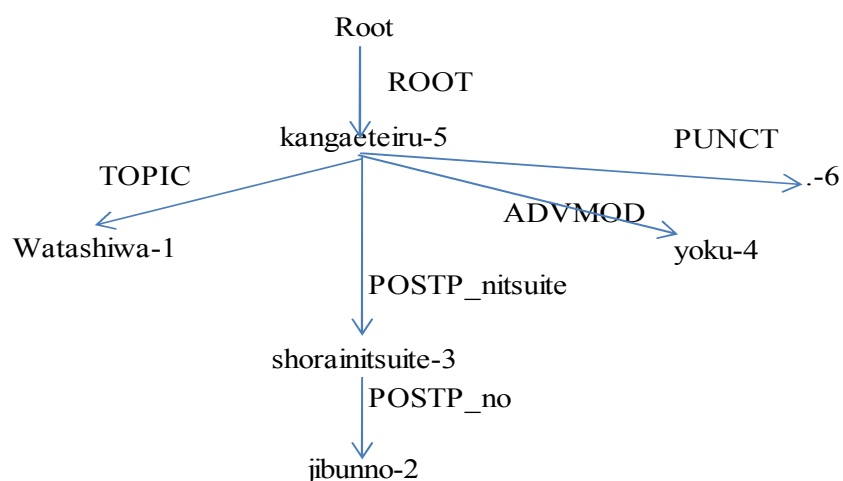 Root
ROOT
kangaeteiru-5
PUNCT
TOPIC
.-6
ADVMOD
Watashiwa-1
yoku-4
POSTP_nitsuite
shorainitsuite-3
POSTP_no
jibunno-2